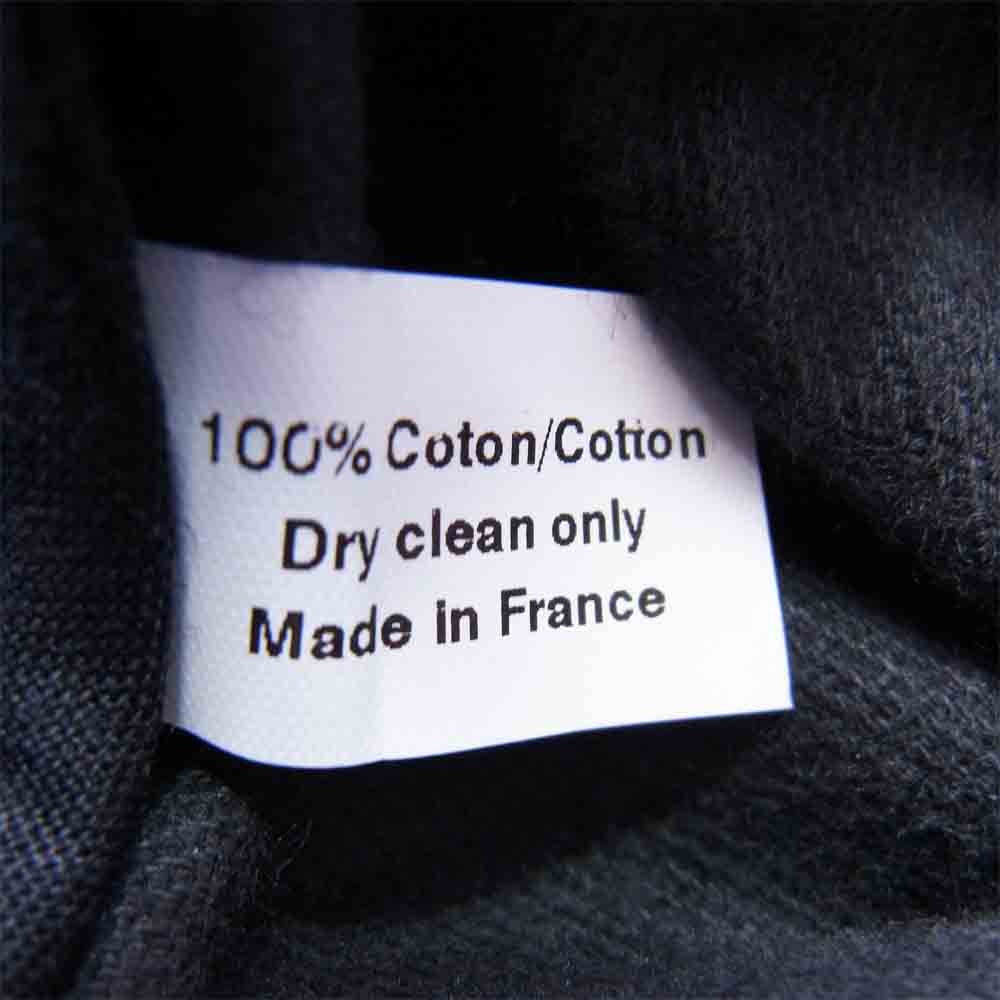 100% Coton/Cotton
Dry clean only
Made in France